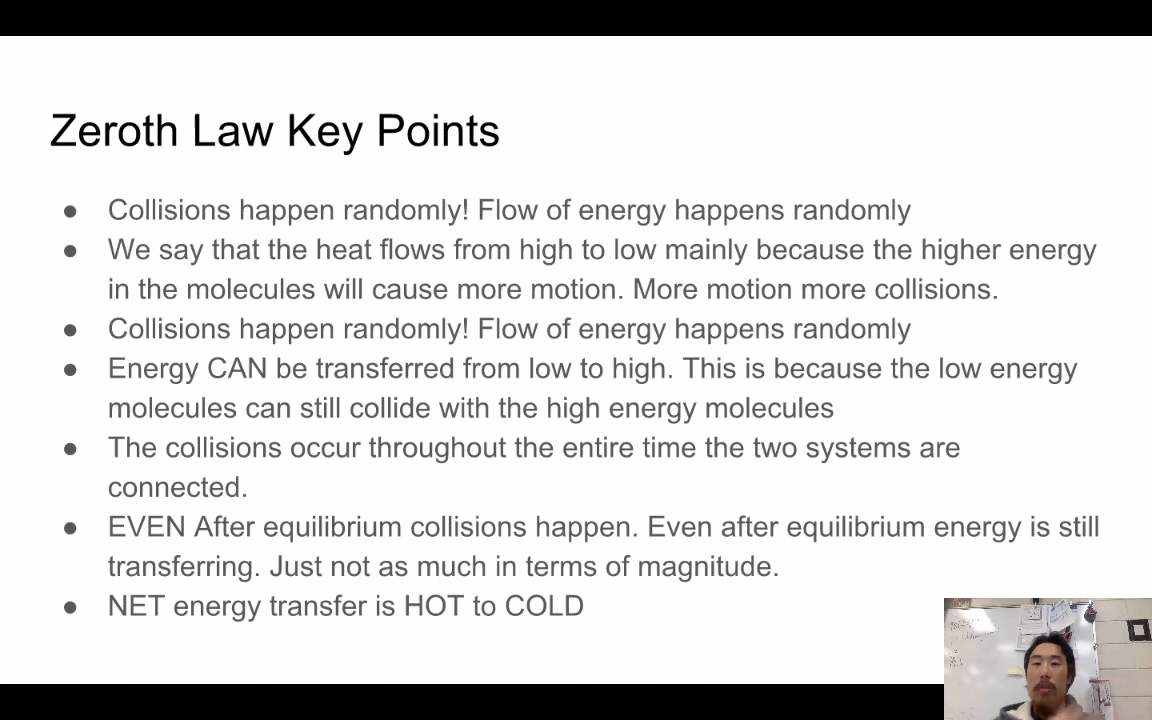 Zeroth Law Key Points
● Collisions happen randomly! Flow of energy happens randomly
● We say that the heat flows from high to low mainly because the higher energy
in the molecules will cause more motion. More motion more collisions.
● Collisions happen randomly! Flow of energy happens randomly
● Energy CAN be transferred from low to high. This is because the low energy
molecules can still collide with the high energy molecules
● The collisions occur throughout the entire time the two systems are
connected.
● EVEN After equilibrium collisions happen. Even after equilibrium energy is still
transferring. Just not as much in terms of magnitude.
● NET energy transfer is HOT to COLD